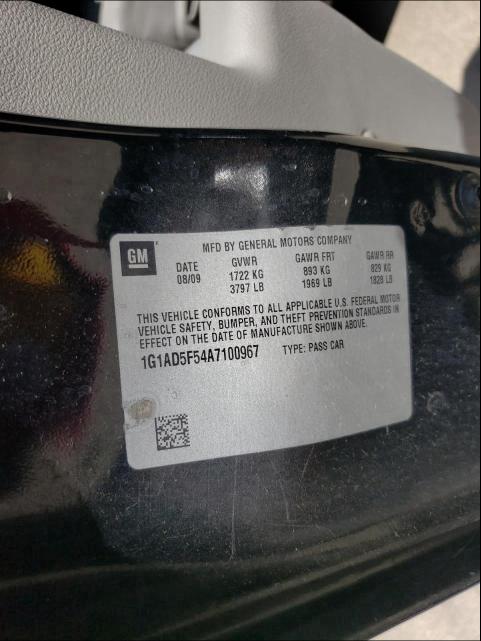 GM
MFD BY GENERAL MOTORS COMPANY
DATE GVWR GAWR FRT GAWR RR
08/09 1722 KG 893 KG 829 KG
3797 LB 1969 LB 1828 LB
THIS VEHICLE CONFORMS TO ALL APPLICABLE U.S. FEDERAL MOTOR
VEHICLE SAFETY, BUMPER, AND THEFT PREVENTION STANDARDS IN
EFFECT ON THE DATE OF MANUFACTURE SHOWN ABOVE.
1G1AD5F54A7100967 TYPE: PASS CAR